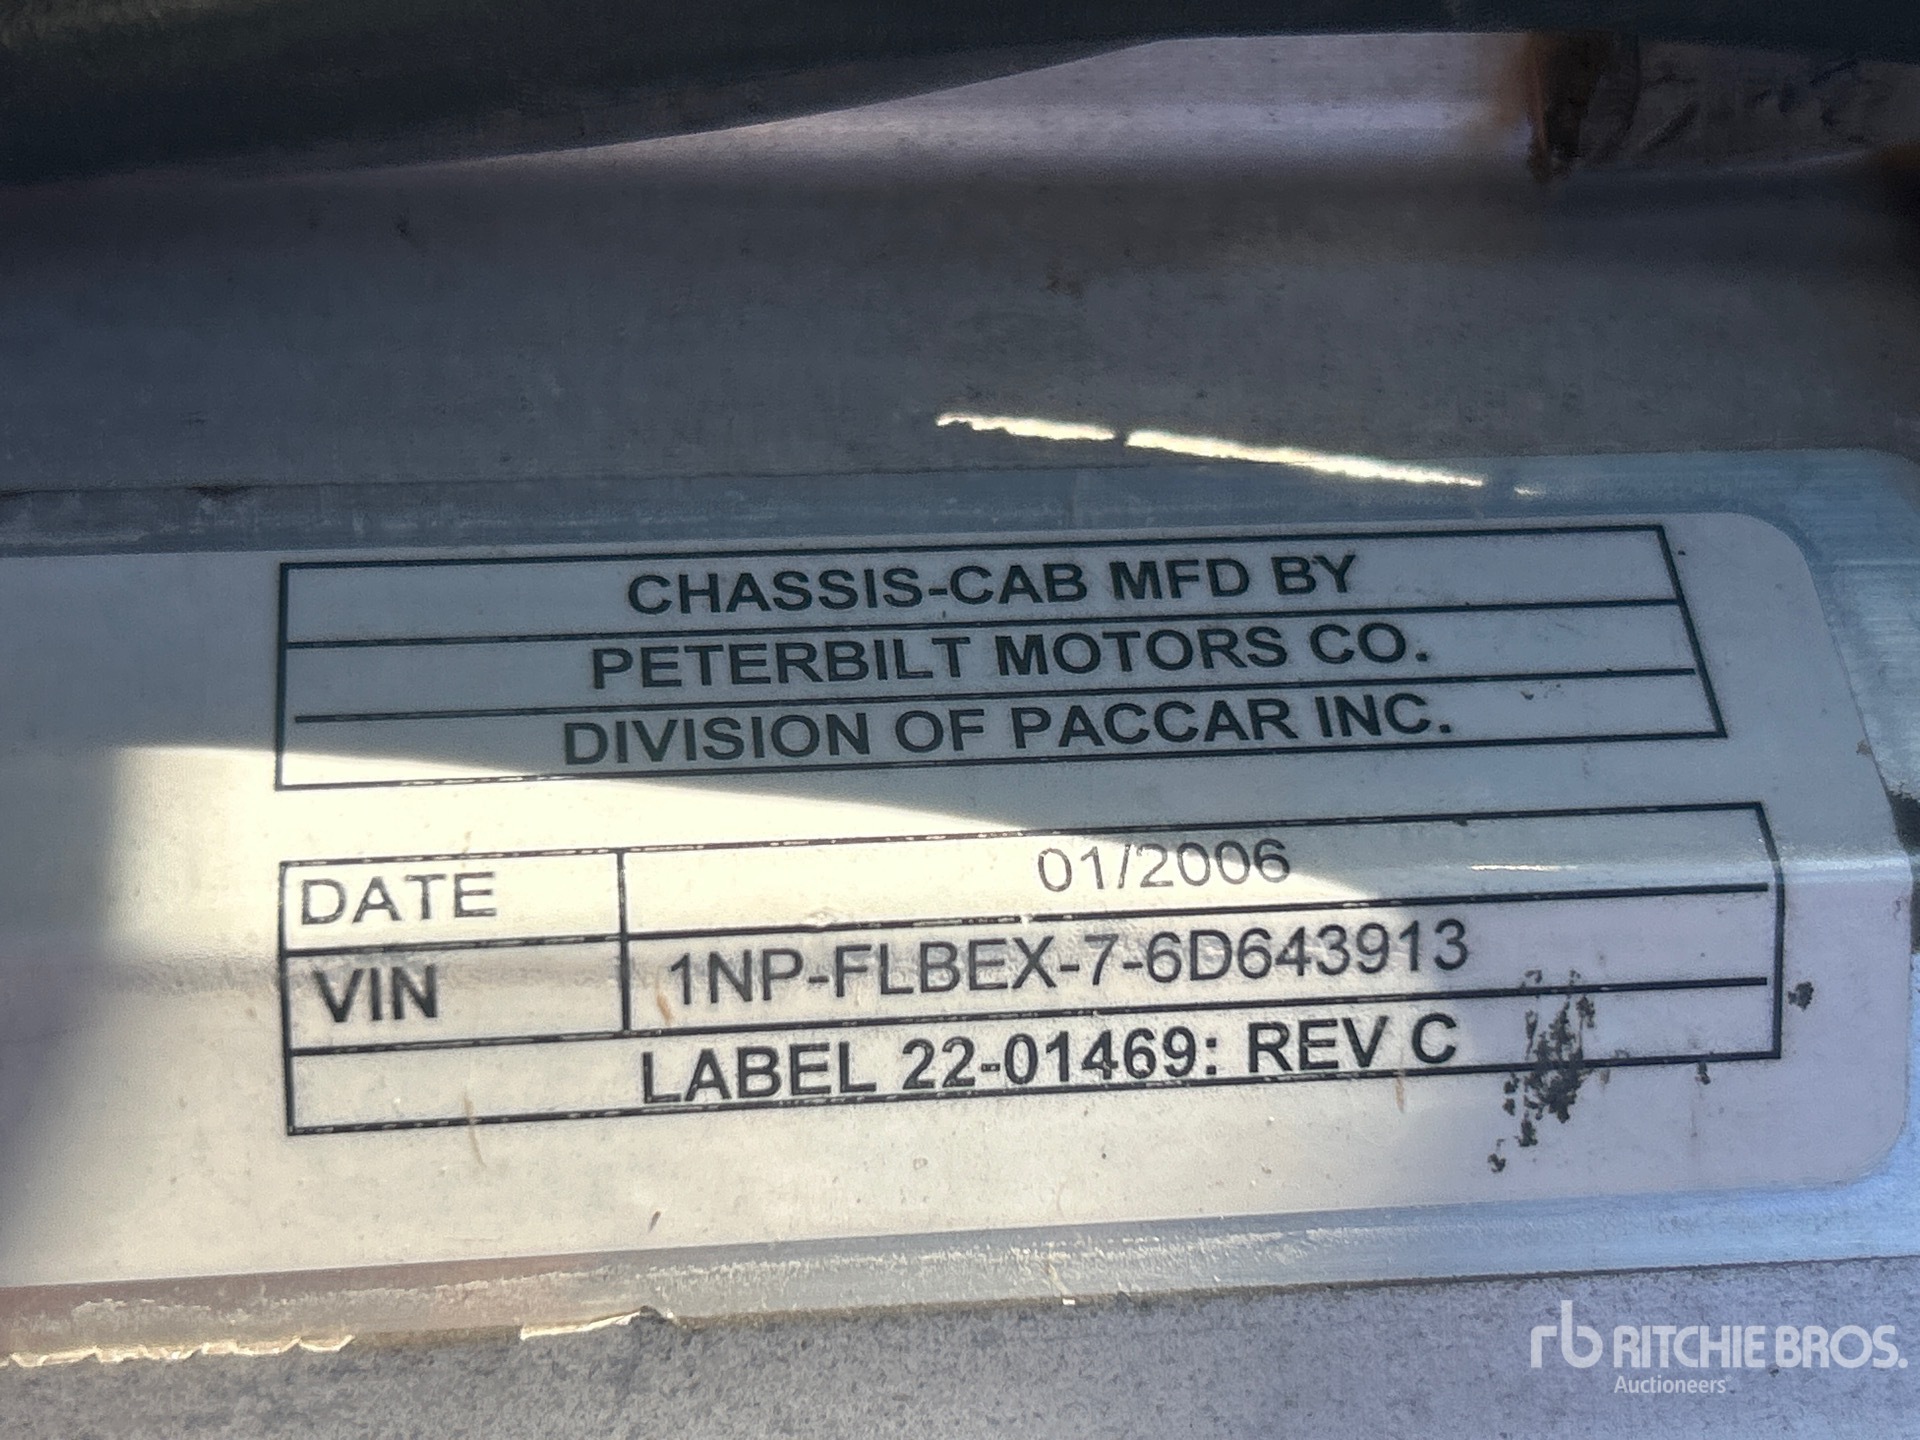 CHASSIS-CAB MFD BY
PETERBILT MOTORS CO.
DIVISION OF PACCAR INC.
DATE 01/2006
VIN 1NP-FLBEX-7-6D643913
LABEL 22-01469: REV C
rb RITCHIE BROS.
Auctioneers